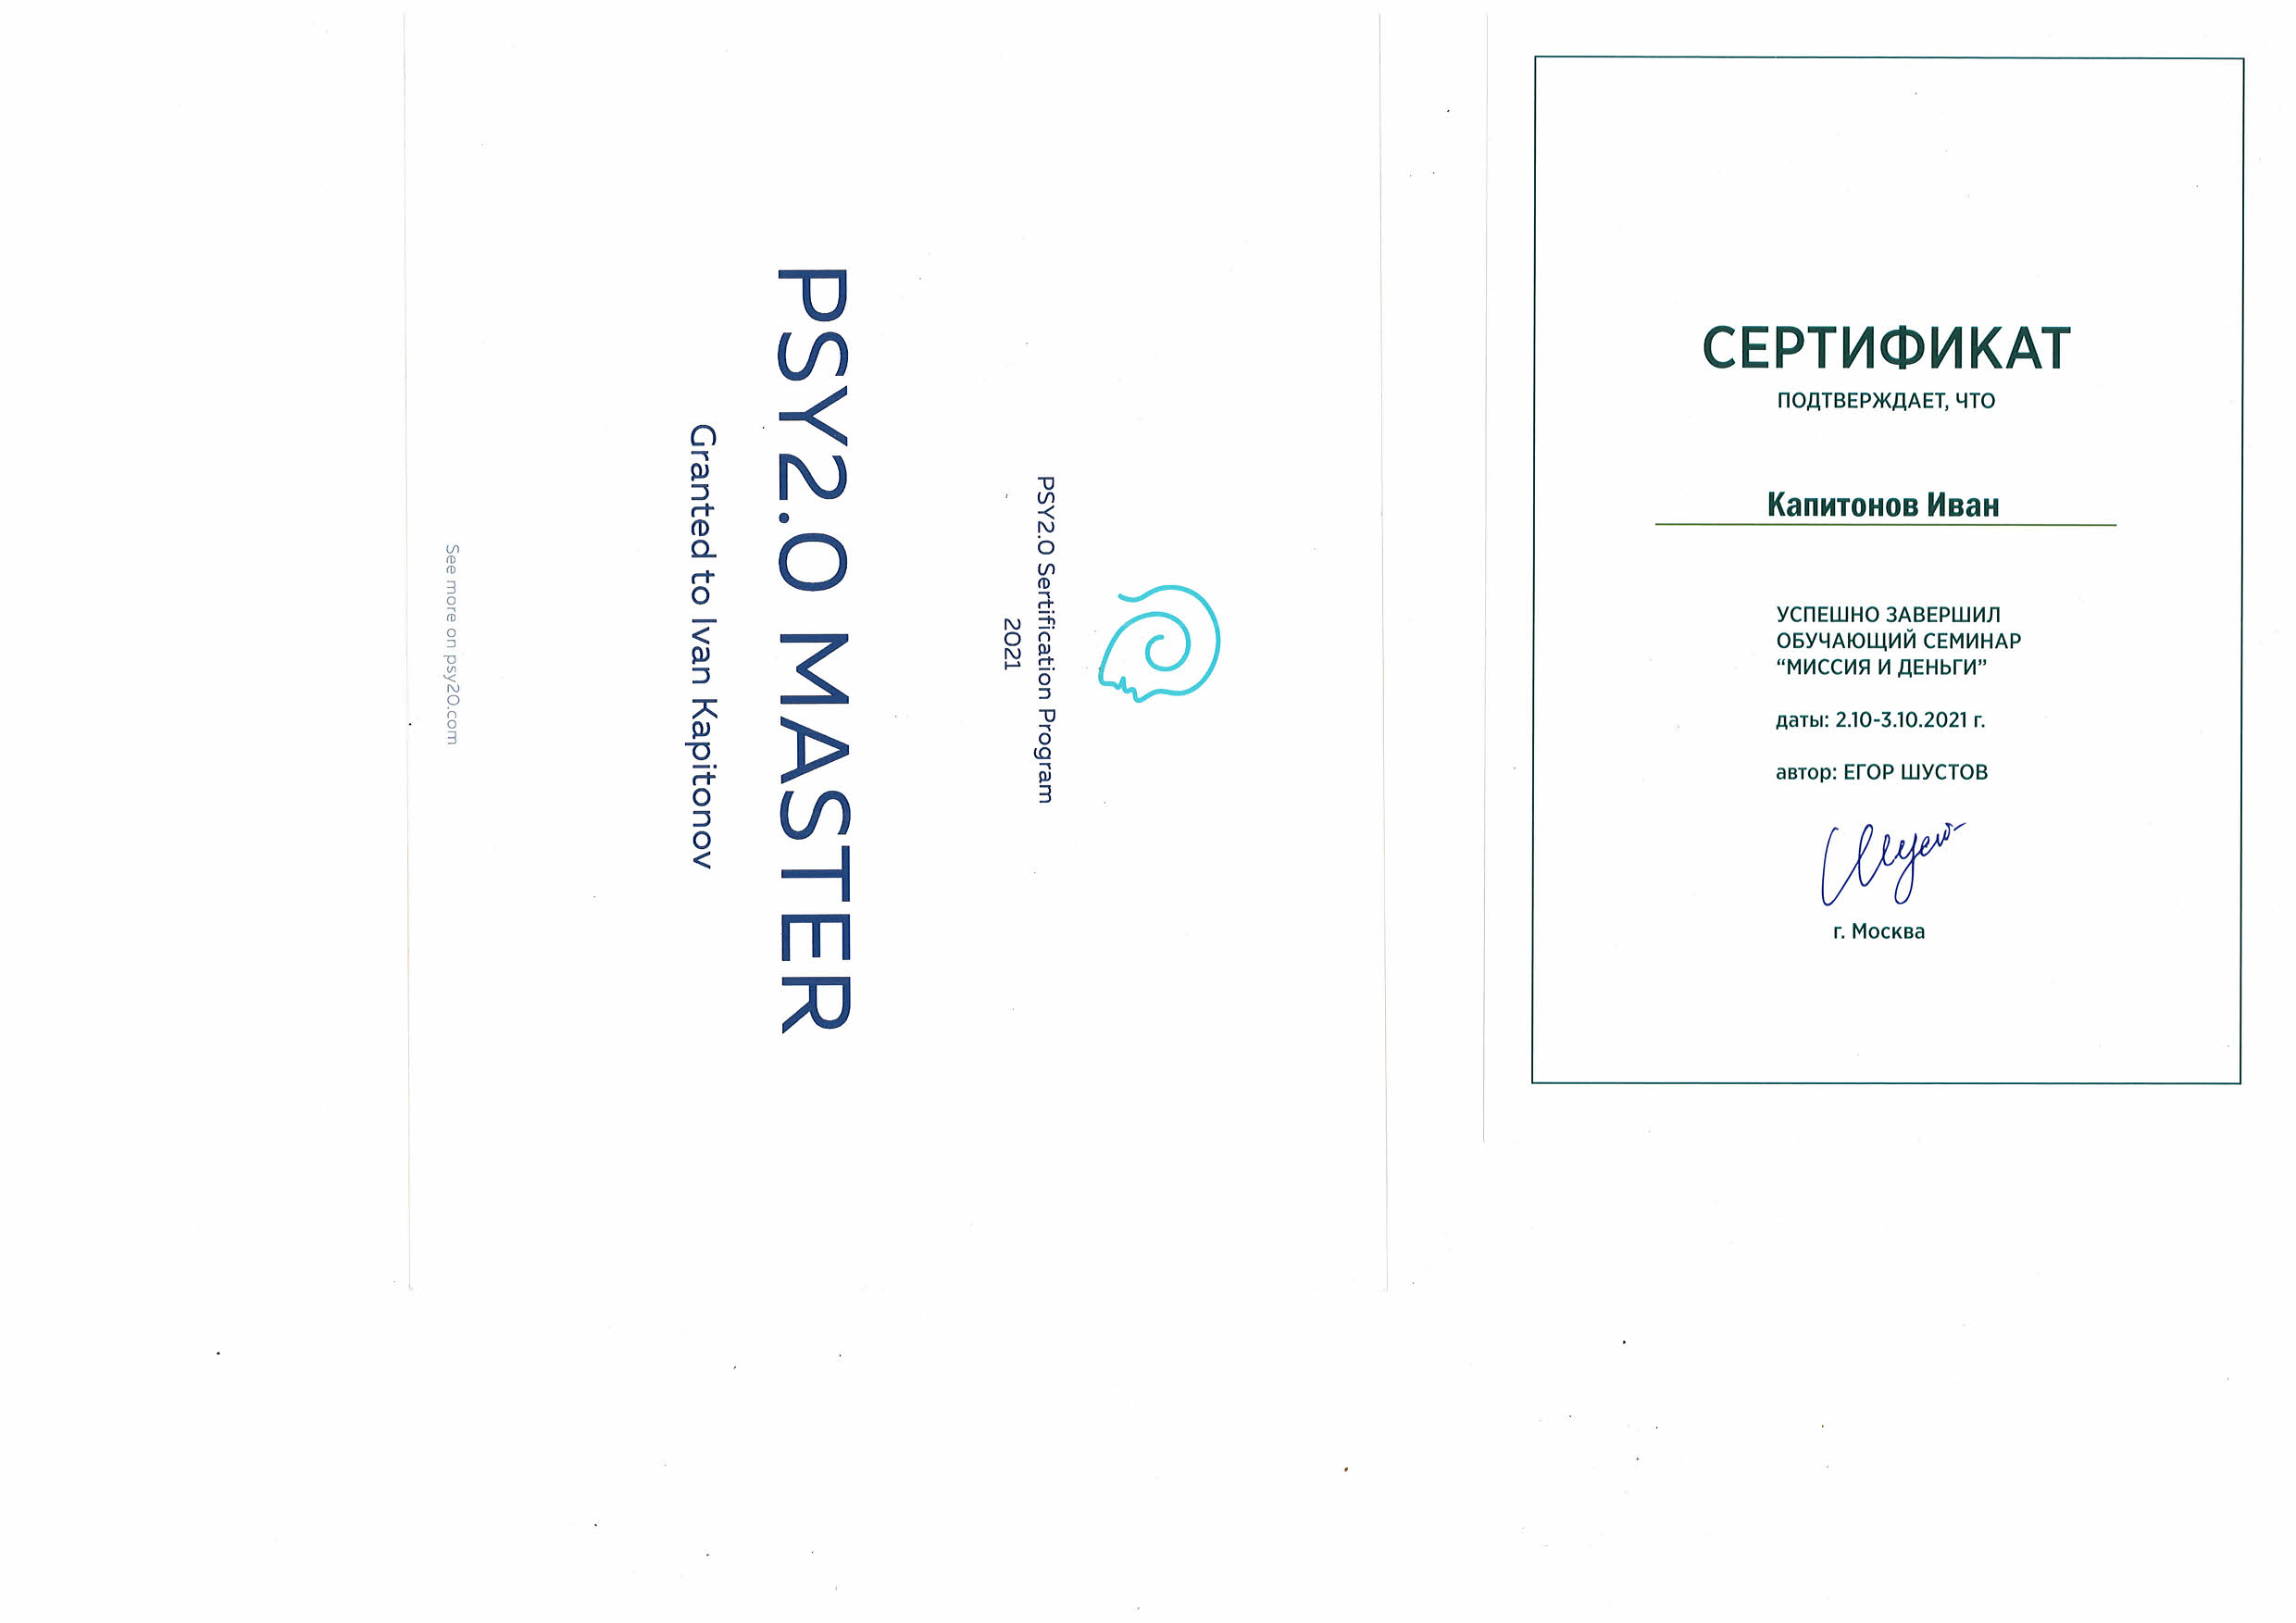 PSY2.0 Sertification Program
2021
PSY2.0 MASTER
Granted to Ivan Kapitonov
See more on psy20.com
СЕРТИФИКАТ
ПОДТВЕРЖДАЕТ, ЧТО
Капитонов Иван
УСПЕШНО ЗАВЕРШИЛ
ОБУЧАЮЩИЙ СЕМИНАР
“МИССИЯ И ДЕНЬГИ”
даты: 2.10-3.10.2021 г.
автор: ЕГОР ШУСТОВ
г. Москва